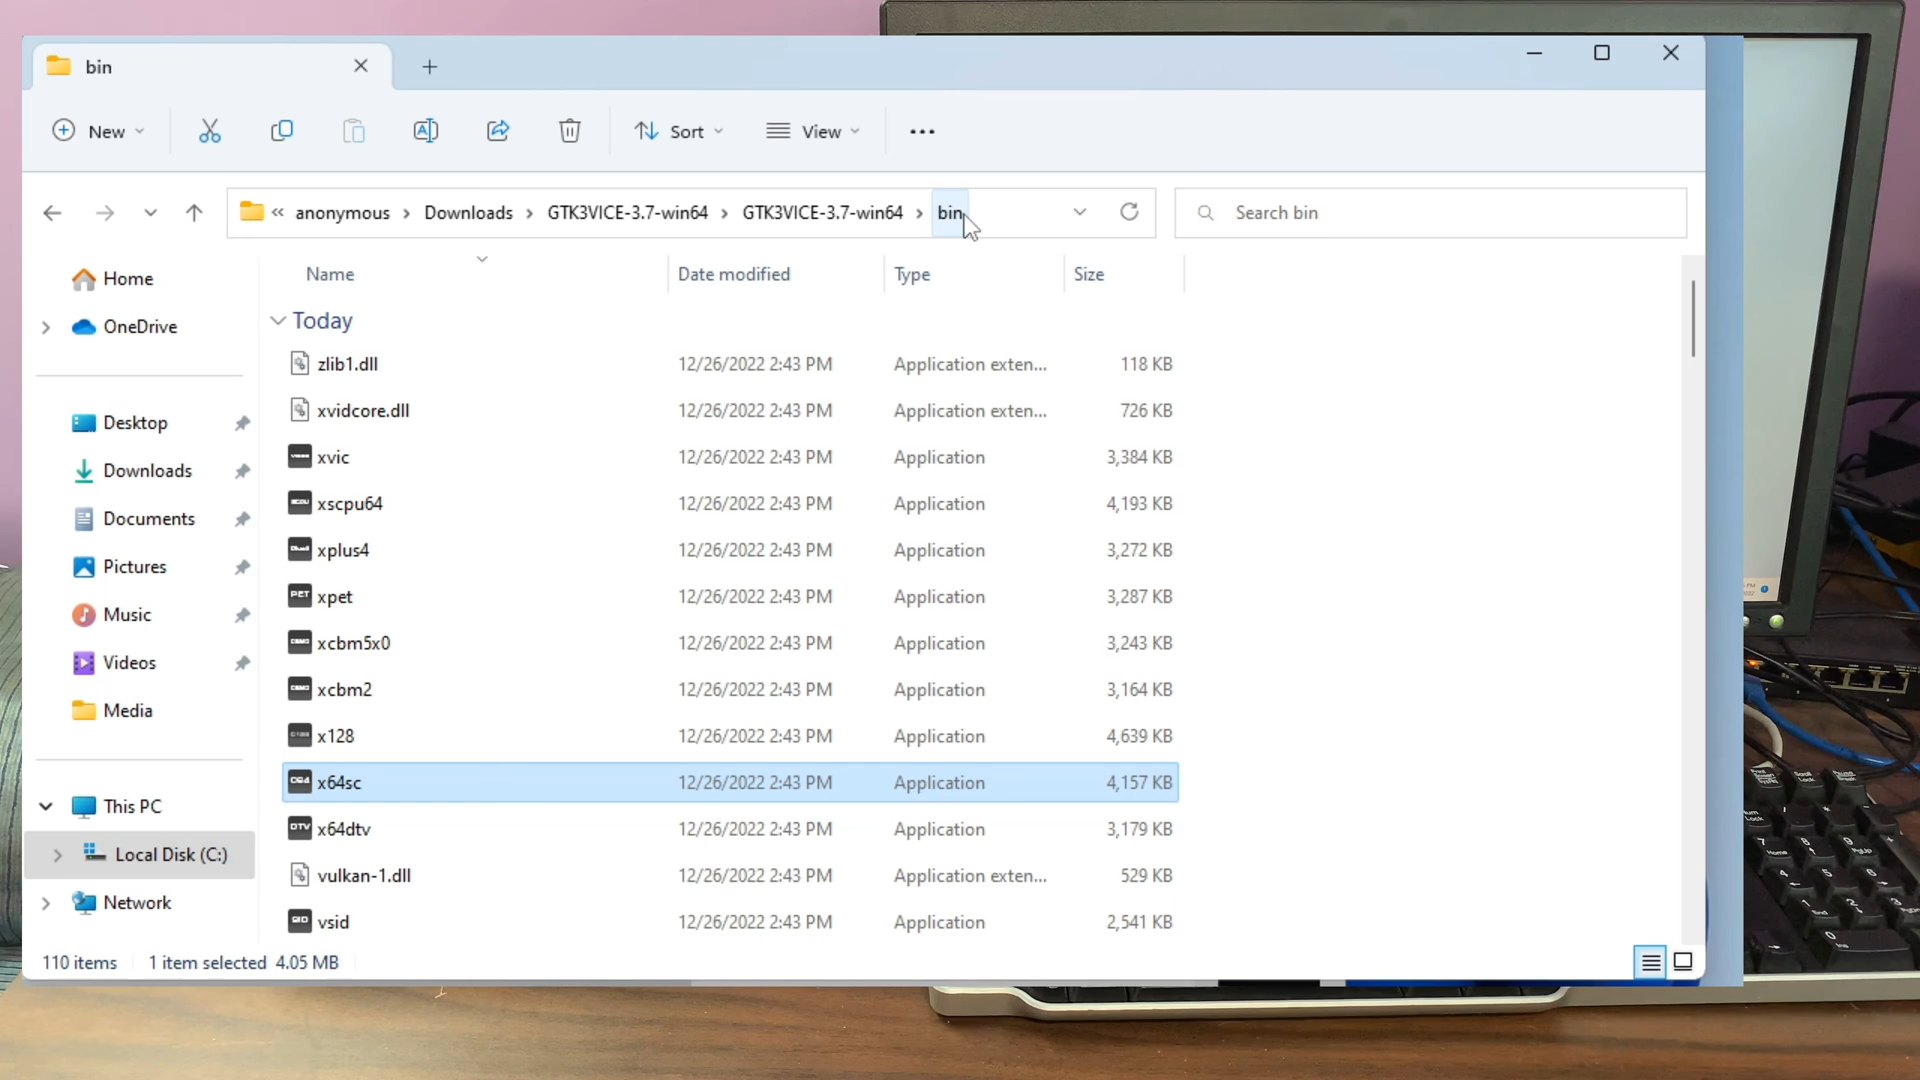 bin
New
Sort
View
« anonymous > Downloads > GTK3VICE-3.7-win64 > GTK3VICE-3.7-win64 > bin
Search bin
Name Date modified Type Size
Home
OneDrive
Desktop
Downloads
Documents
Pictures
Music
Videos
Media
This PC
Local Disk (C:)
Network
Today
zlib1.dll 12/26/2022 2:43 PM Application exten... 118 KB
xvidcore.dll 12/26/2022 2:43 PM Application exten... 726 KB
xvic 12/26/2022 2:43 PM Application 3,384 KB
xscpu64 12/26/2022 2:43 PM Application 4,193 KB
xplus4 12/26/2022 2:43 PM Application 3,272 KB
PET xpet 12/26/2022 2:43 PM Application 3,287 KB
xcbm5x0 12/26/2022 2:43 PM Application 3,243 KB
xcbm2 12/26/2022 2:43 PM Application 3,164 KB
x128 12/26/2022 2:43 PM Application 4,639 KB
C64 x64sc 12/26/2022 2:43 PM Application 4,157 KB
DTV x64dtv 12/26/2022 2:43 PM Application 3,179 KB
vulkan-1.dll 12/26/2022 2:43 PM Application exten... 529 KB
SID vsid 12/26/2022 2:43 PM Application 2,541 KB
110 items 1 item selected 4.05 MB